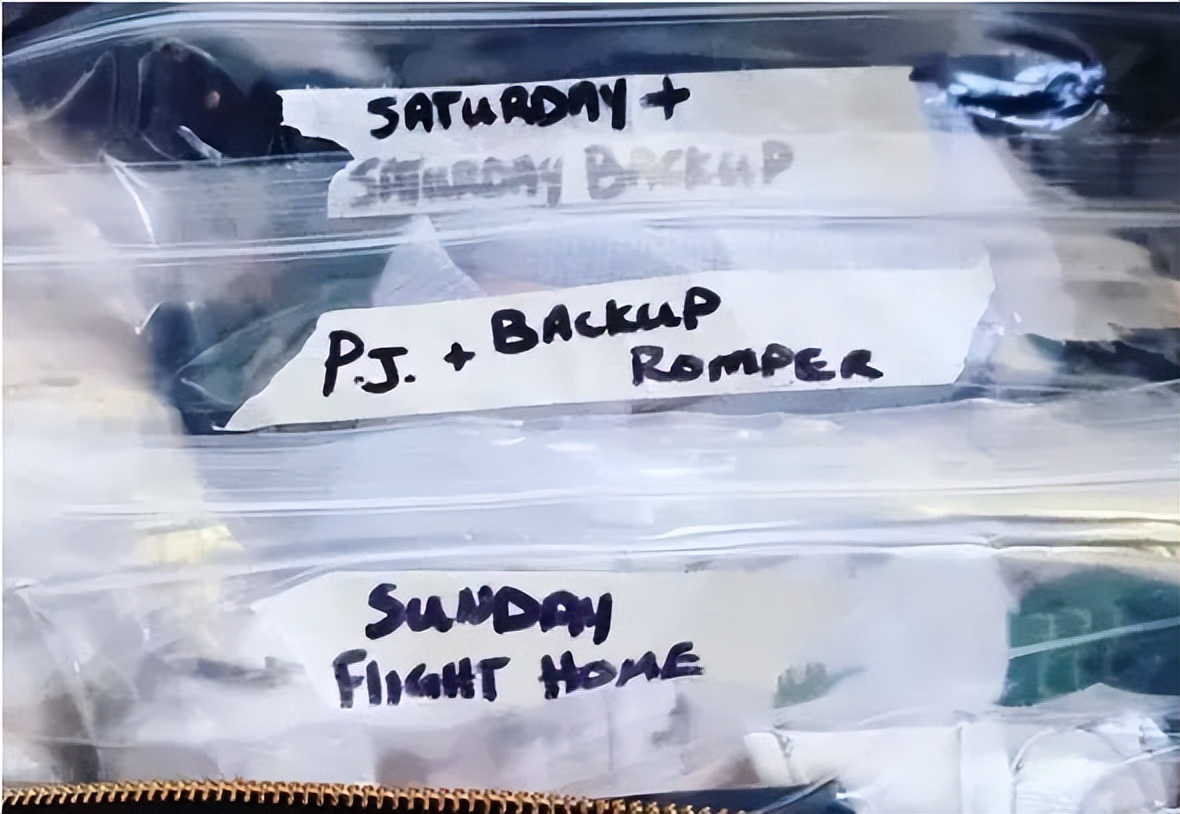 SATURDAY +
SATURDAY BACKUP
P.J. + BACKUP
ROMPER
SUNDAY
FLIGHT HOME